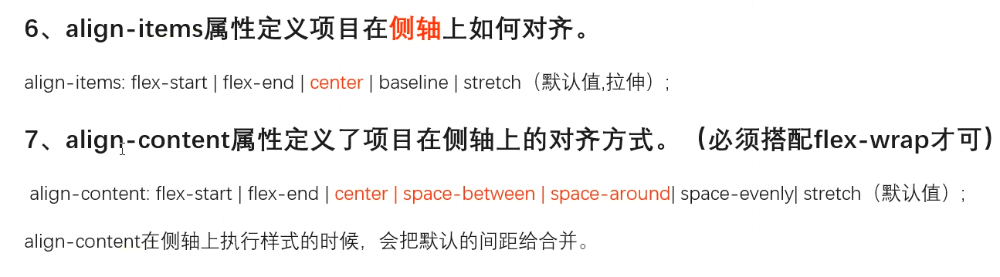 6、align-items属性定义项目在侧轴上如何对齐。
align-items: flex-start | flex-end | center | baseline | stretch（默认值,拉伸）;
7、align-content属性定义了项目在侧轴上的对齐方式。（必须搭配flex-wrap才可）
align-content: flex-start | flex-end | center | space-between | space-around| space-evenly| stretch（默认值）;
align-content在侧轴上执行样式的时候，会把默认的间距给合并。